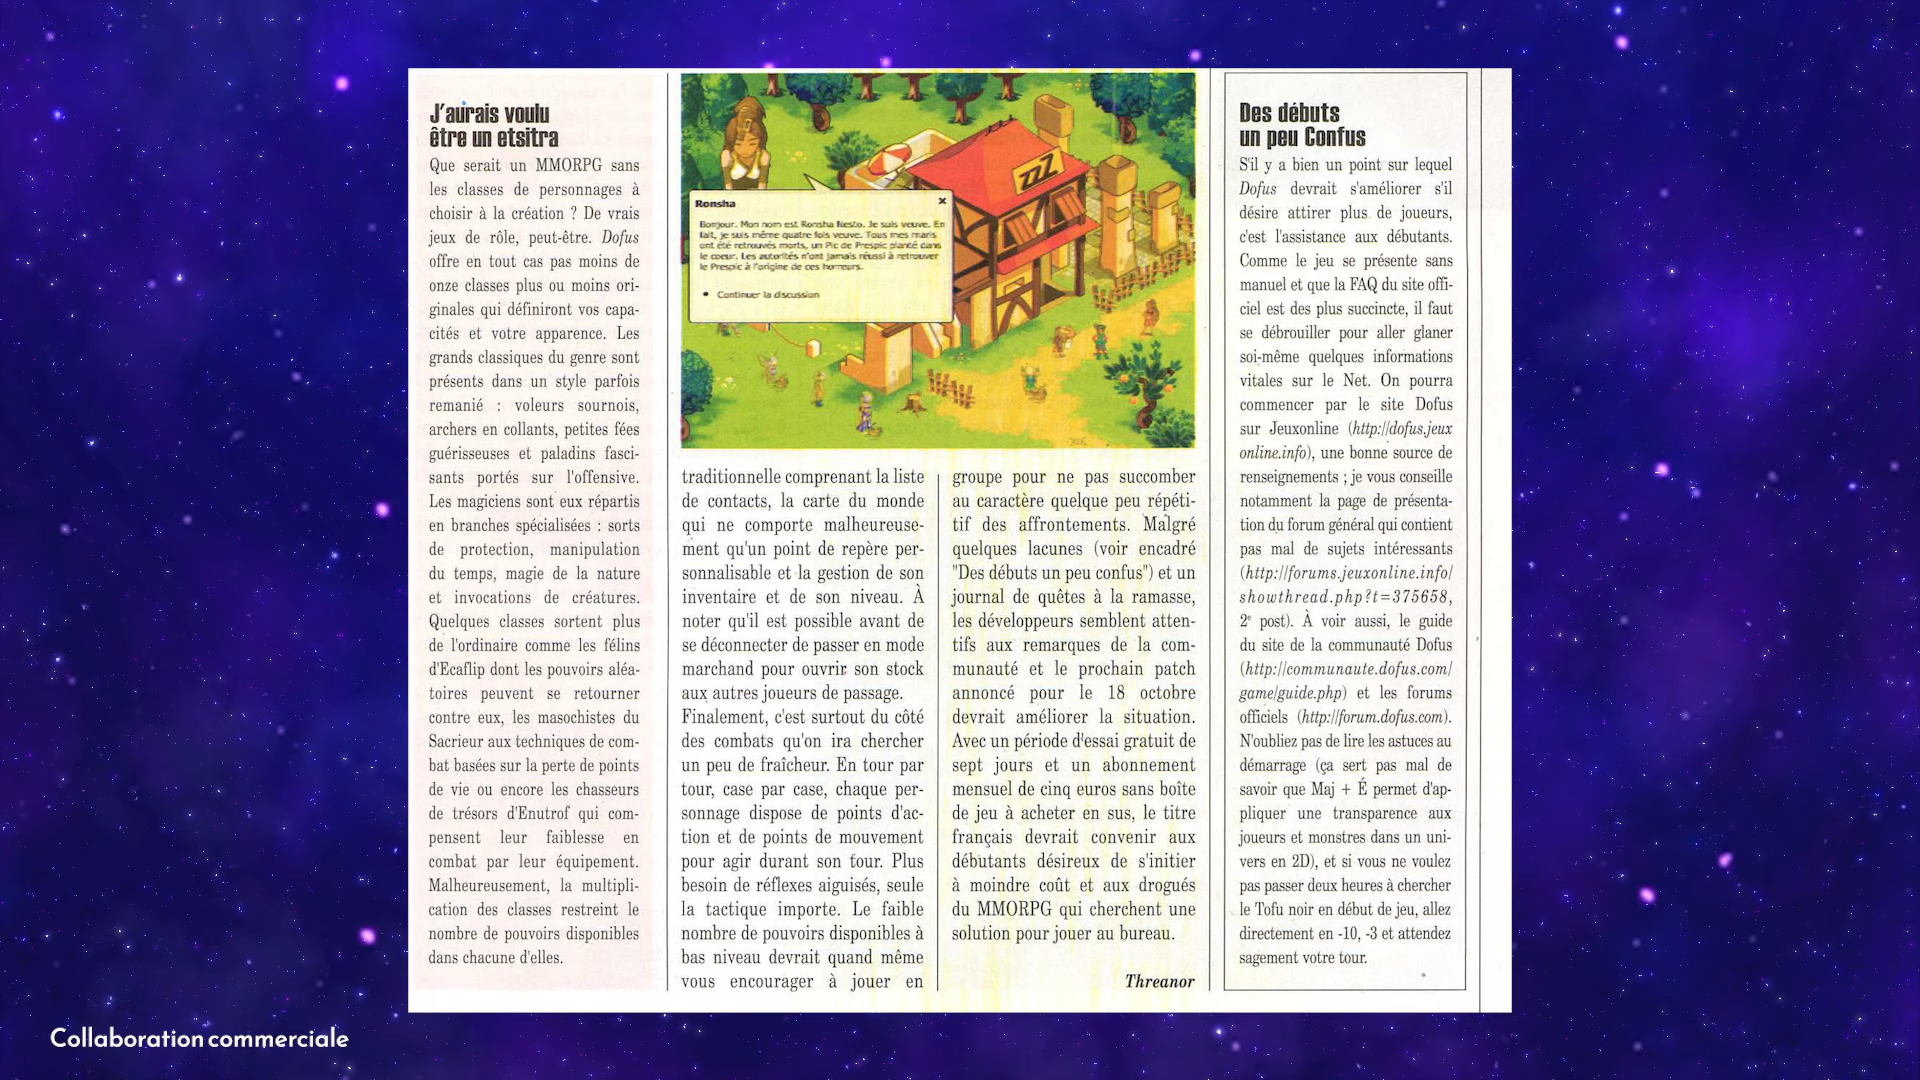 J'aurais voulu
être un etsitra
Que serait un MMORPG sans
les classes de personnages à
choisir à la création ? De vrais
jeux de rôle, peut-être. Dofus
offre en tout cas pas moins de
onze classes plus ou moins ori-
ginales qui définiront vos capa-
cités et votre apparence. Les
grands classiques du genre sont
présents dans un style parfois
remanié : voleurs sournois,
archers en collants, petites fées
guérisseuses et paladins fasci-
sants portés sur l'offensive.
Les magiciens sont eux répartis
en branches spécialisées : sorts
de protection, manipulation
du temps, magie de la nature
et invocations de créatures.
Quelques classes sortent plus
de l'ordinaire comme les félins
d'Ecaflip dont les pouvoirs aléa-
toires peuvent se retourner
contre eux, les masochistes du
Sacrieur aux techniques de com-
bat basées sur la perte de points
de vie ou encore les chasseurs
de trésors d'Enutrof qui com-
pensent leur faiblesse en
combat par leur équipement.
Malheureusement, la multipli-
cation des classes restreint le
nombre de pouvoirs disponibles
dans chacune d'elles.
zzZ
Ronsha
Bonjour. Mon nom est Ronsha Nesto. Je suis veuve. En
fait, je suis même quatre fois veuve. Tous mes maris
ont été retrouvés morts, un Pic de Prespic planté dans
le coeur. Les autorités n'ont jamais réussi à retrouver
le Prespic à l'origine de ces horreurs.
• Continuer la discussion
traditionnelle comprenant la liste
de contacts, la carte du monde
qui ne comporte malheureuse-
ment qu'un point de repère per-
sonnalisable et la gestion de son
inventaire et de son niveau. À
noter qu'il est possible avant de
se déconnecter de passer en mode
marchand pour ouvrir son stock
aux autres joueurs de passage.
Finalement, c'est surtout du côté
des combats qu'on ira chercher
un peu de fraîcheur. En tour par
tour, case par case, chaque per-
sonnage dispose de points d'ac-
tion et de points de mouvement
pour agir durant son tour. Plus
besoin de réflexes aiguisés, seule
la tactique importe. Le faible
nombre de pouvoirs disponibles à
bas niveau devrait quand même
vous encourager à jouer en
groupe pour ne pas succomber
au caractère quelque peu répéti-
tif des affrontements. Malgré
quelques lacunes (voir encadré
"Des débuts un peu confus") et un
journal de quêtes à la ramasse,
les développeurs semblent atten-
tifs aux remarques de la com-
munauté et le prochain patch
annoncé pour le 18 octobre
devrait améliorer la situation.
Avec un période d'essai gratuit de
sept jours et un abonnement
mensuel de cinq euros sans boîte
de jeu à acheter en sus, le titre
français devrait convenir aux
débutants désireux de s'initier
à moindre coût et aux drogués
du MMORPG qui cherchent une
solution pour jouer au bureau.
Threanor
Des débuts
un peu Confus
S'il y a bien un point sur lequel
Dofus devrait s'améliorer s'il
désire attirer plus de joueurs,
c'est l'assistance aux débutants.
Comme le jeu se présente sans
manuel et que la FAQ du site offi-
ciel est des plus succincte, il faut
se débrouiller pour aller glaner
soi-même quelques informations
vitales sur le Net. On pourra
commencer par le site Dofus
sur Jeuxonline (http://dofus.jeux
online.info), une bonne source de
renseignements ; je vous conseille
notamment la page de présenta-
tion du forum général qui contient
pas mal de sujets intéressants
(http://forums.jeuxonline.info/
showthread.php?t=375658,
2e post). À voir aussi, le guide
du site de la communauté Dofus
(http://communaute.dofus.com/
game/guide.php) et les forums
officiels (http://forum.dofus.com).
N'oubliez pas de lire les astuces au
démarrage (ça sert pas mal de
savoir que Maj + É permet d'ap-
pliquer une transparence aux
joueurs et monstres dans un uni-
vers en 2D), et si vous ne voulez
pas passer deux heures à chercher
le Tofu noir en début de jeu, allez
directement en -10, -3 et attendez
sagement votre tour.
Collaboration commerciale